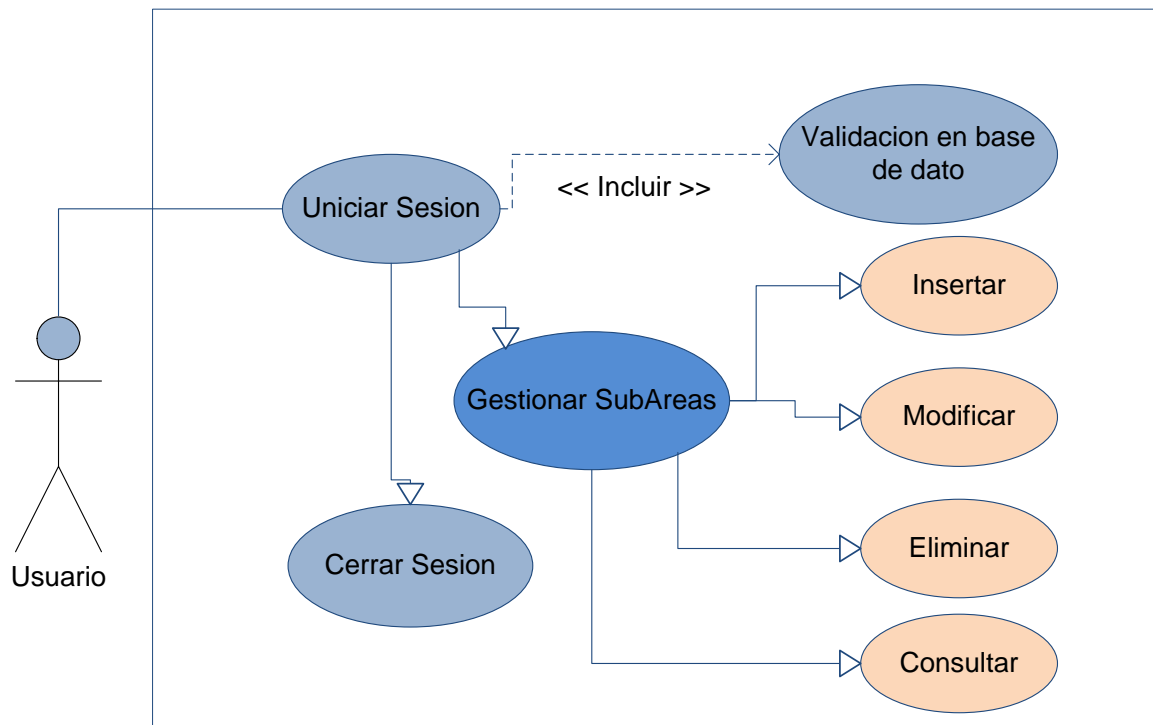 Validacion en base
de dato
<< Incluir >>
Uniciar Sesion
Insertar
Gestionar SubAreas
Modificar
Eliminar
Cerrar Sesion
Usuario
Consultar